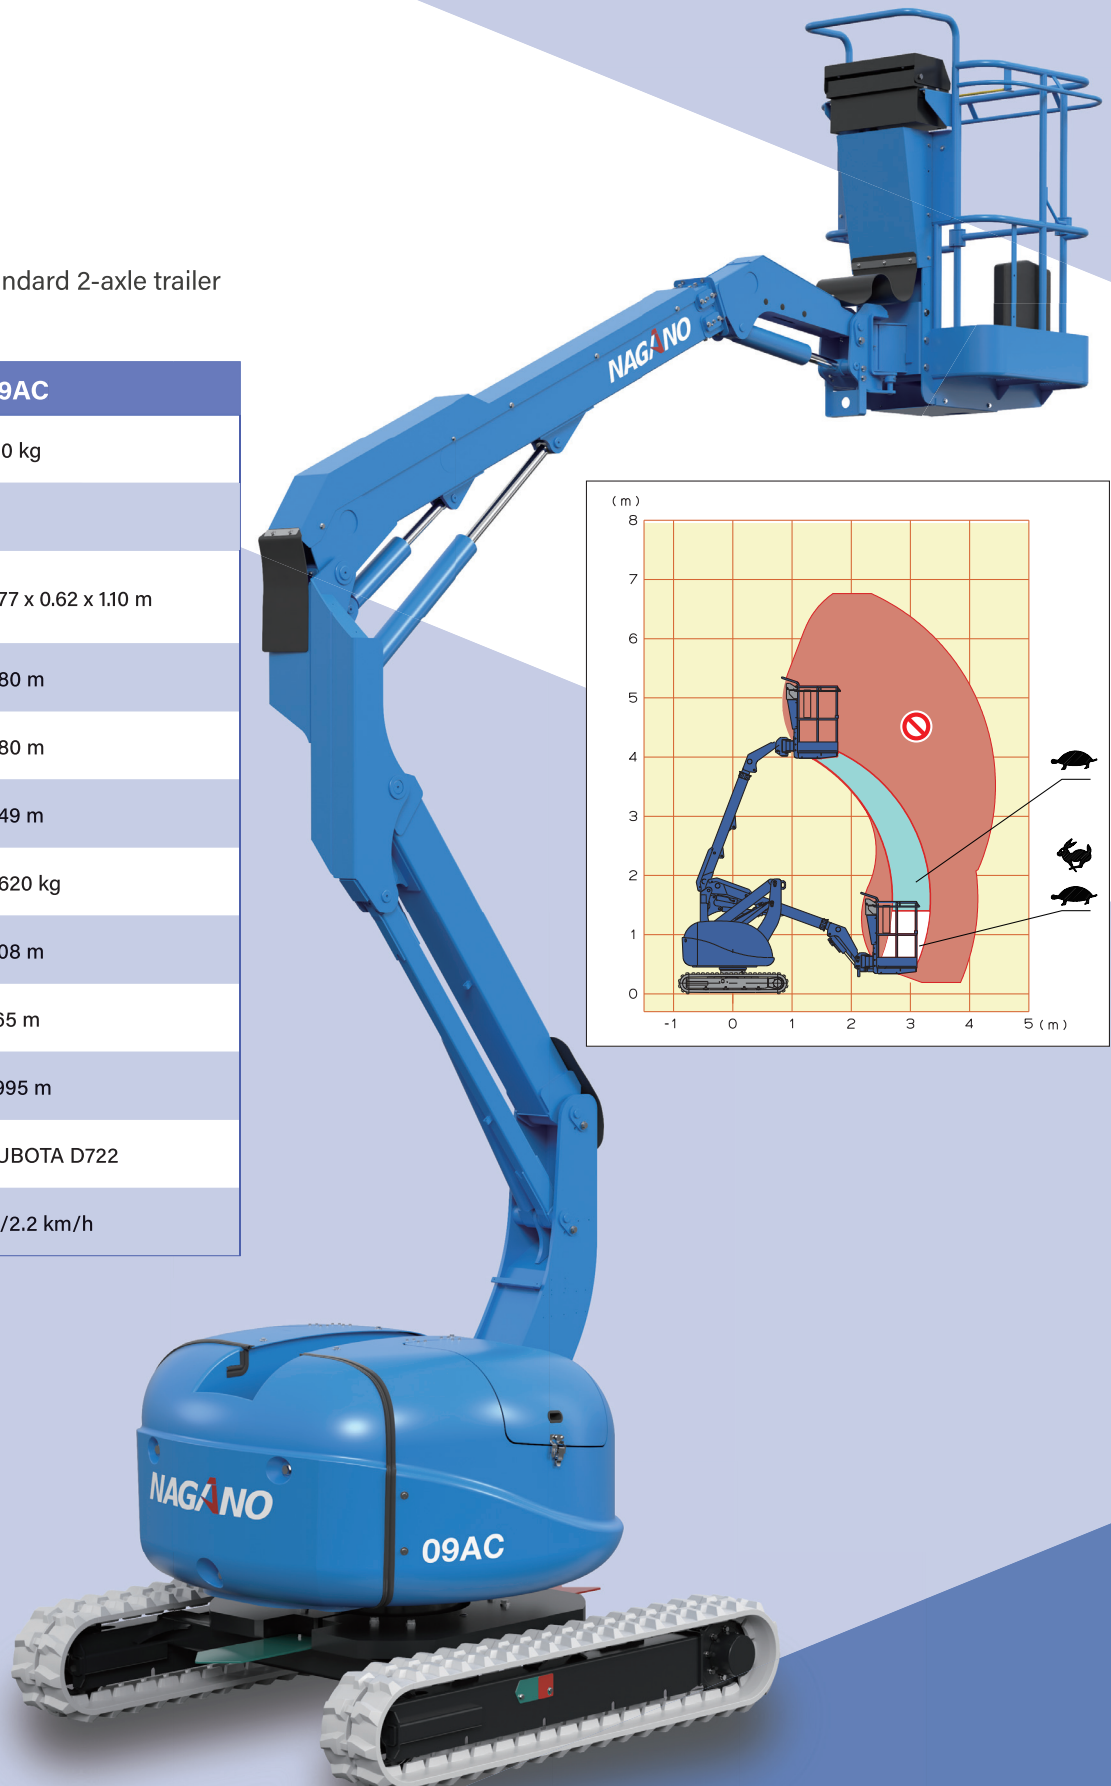 ndard 2-axle trailer
9AC
0 kg
77 x 0.62 x 1.10 m
80 m
80 m
49 m
620 kg
08 m
65 m
995 m
UBOTA D722
/2.2 km/h
NAGANO
(m)
8
7
6
5
4
3
2
1
0
-1 0 1 2 3 4 5 (m)
NAGANO
09AC